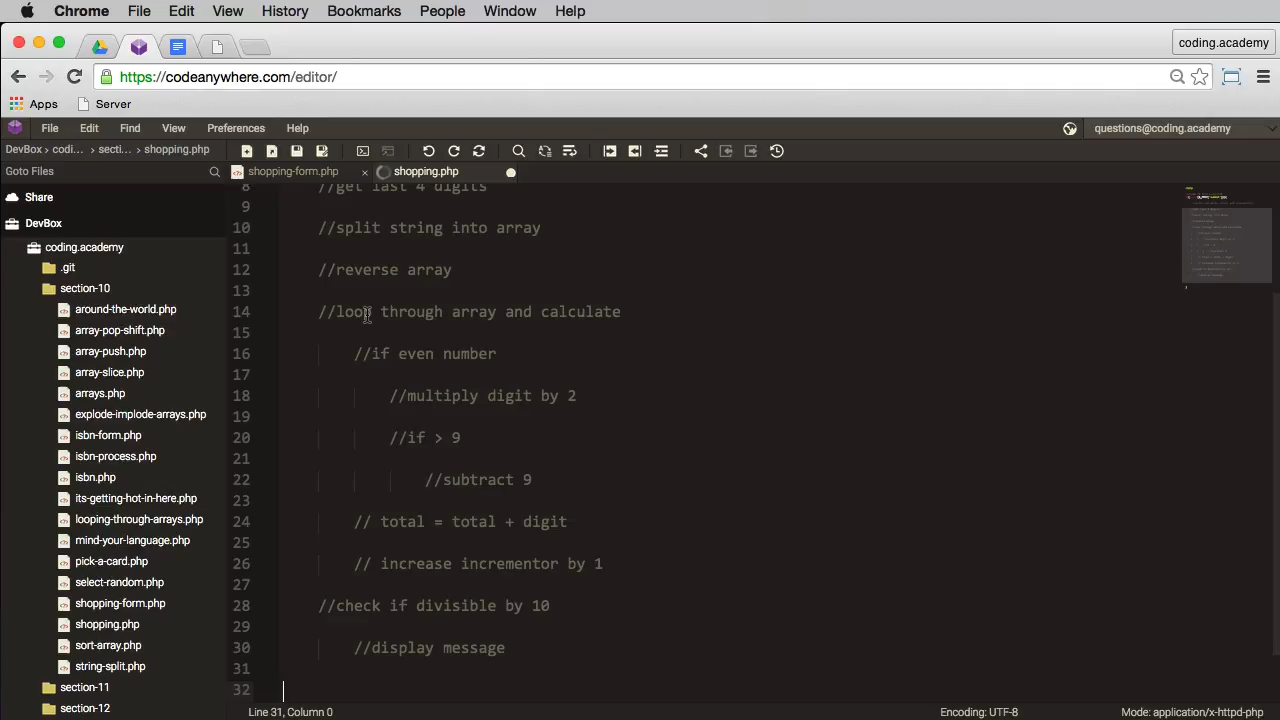 Chrome File Edit View History Bookmarks People Window Help
coding.academy
https://codeanywhere.com/editor/
Apps Server
File Edit Find View Preferences Help questions@coding.academy
DevBox › codi... › secti... › shopping.php
Goto Files shopping-form.php × shopping.php
Share
DevBox
coding.academy
.git
section-10
around-the-world.php
array-pop-shift.php
array-push.php
array-slice.php
arrays.php
explode-implode-arrays.php
isbn-form.php
isbn-process.php
isbn.php
its-getting-hot-in-here.php
looping-through-arrays.php
mind-your-language.php
pick-a-card.php
select-random.php
shopping-form.php
shopping.php
sort-array.php
string-split.php
section-11
section-12
8 //get last 4 digits
9
10 //split string into array
11
12 //reverse array
13
14 //loop through array and calculate
15
16 //if even number
17
18 //multiply digit by 2
19
20 //if > 9
21
22 //subtract 9
23
24 // total = total + digit
25
26 // increase incrementor by 1
27
28 //check if divisible by 10
29
30 //display message
31
32
Line 31, Column 0 Encoding: UTF-8 Mode: application/x-httpd-php